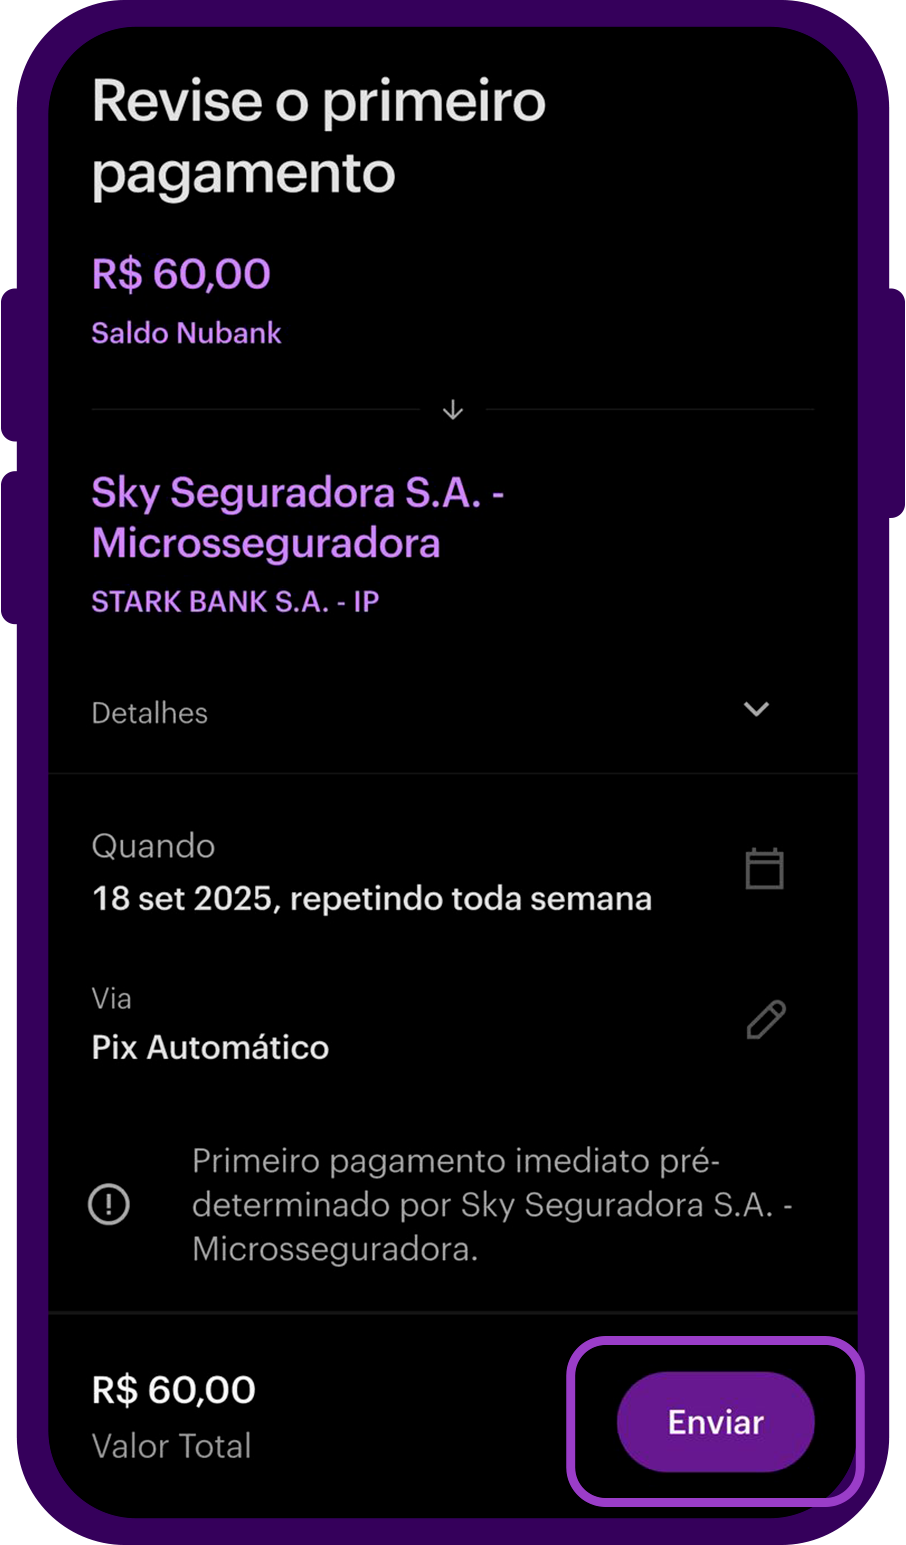 Revise o primeiro
pagamento
R$ 60,00
Saldo Nubank
Sky Seguradora S.A. -
Microsseguradora
STARK BANK S.A. - IP
Detalhes
Quando
18 set 2025, repetindo toda semana
Via
Pix Automático
Primeiro pagamento imediato pré-
determinado por Sky Seguradora S.A. -
Microsseguradora.
R$ 60,00
Valor Total
Enviar